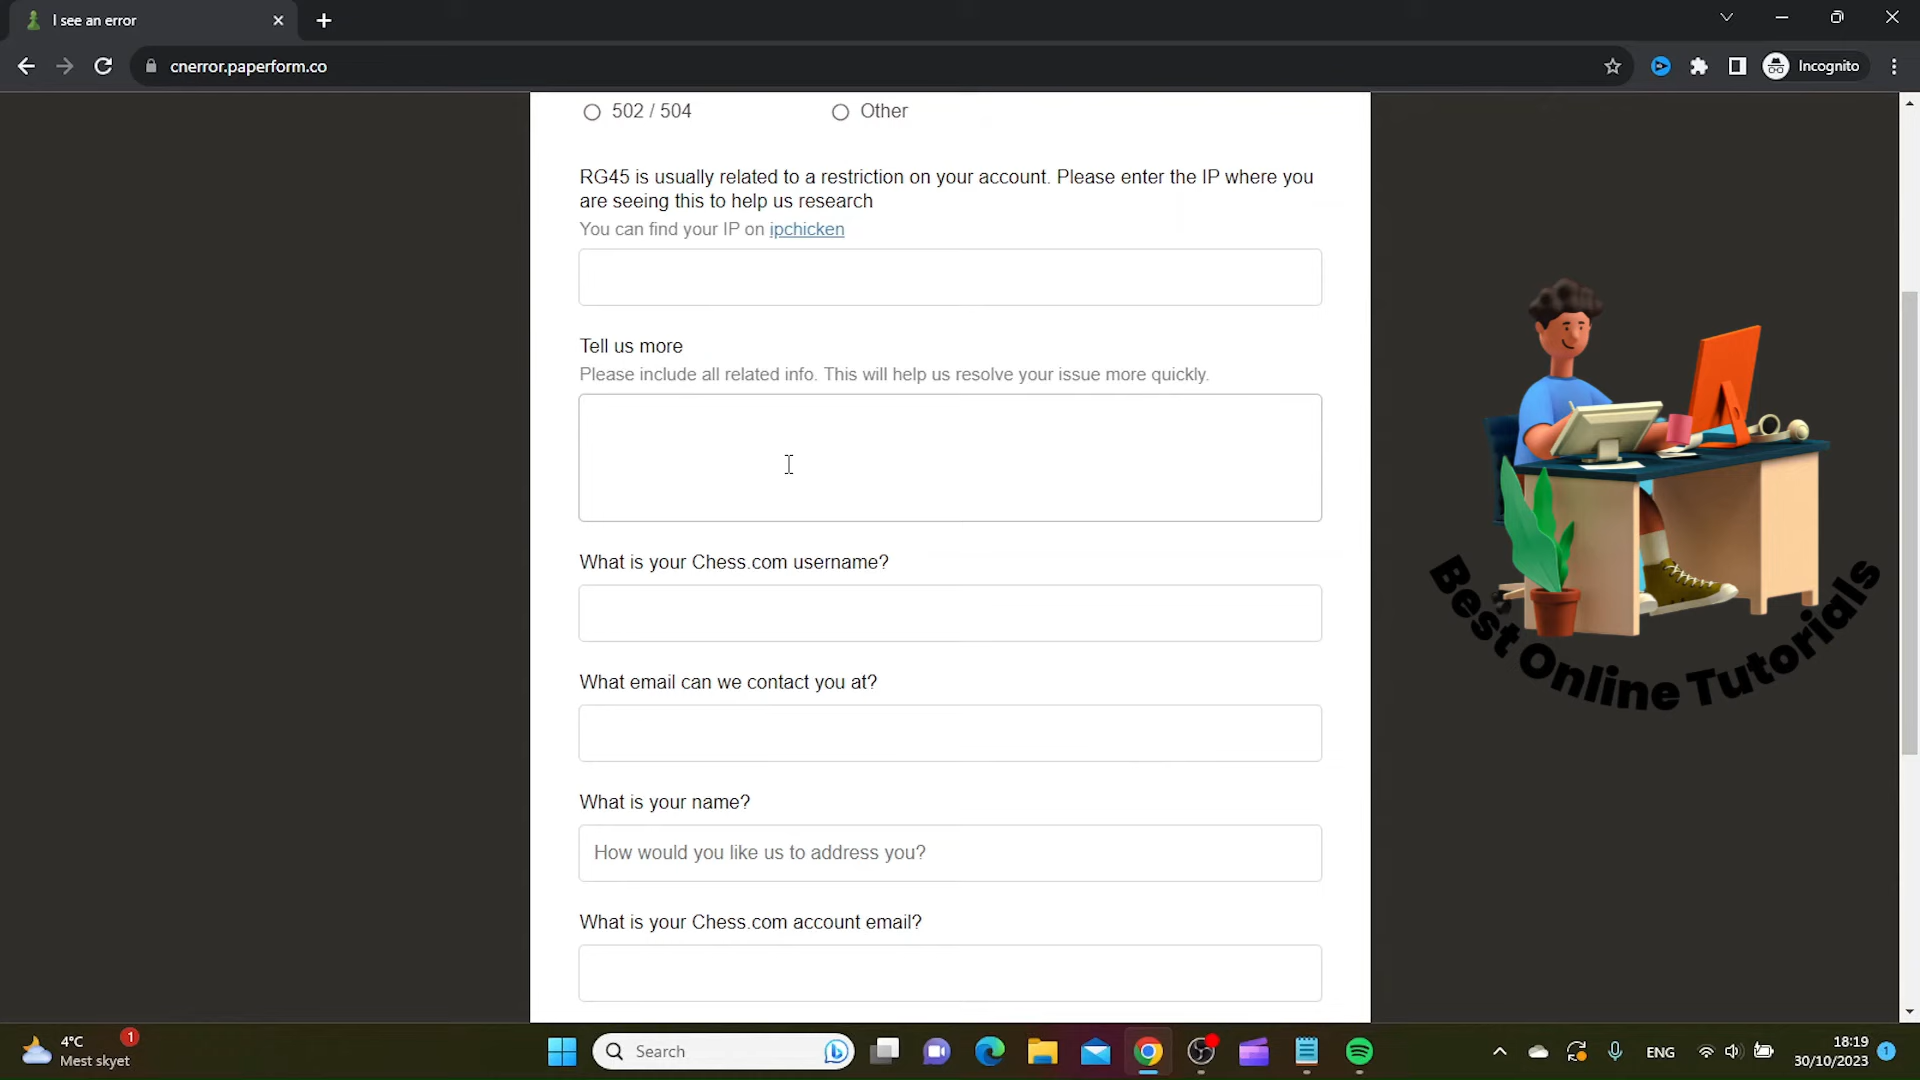 I see an error
cnerror.paperform.co
Incognito
502 / 504
Other
RG45 is usually related to a restriction on your account. Please enter the IP where you
are seeing this to help us research
You can find your IP on ipchicken
Tell us more
Please include all related info. This will help us resolve your issue more quickly.
What is your Chess.com username?
What email can we contact you at?
What is your name?
How would you like us to address you?
What is your Chess.com account email?
Best Online Tutorials
4°C
1
Mest skyet
Search
ENG
18:19
30/10/2023
1